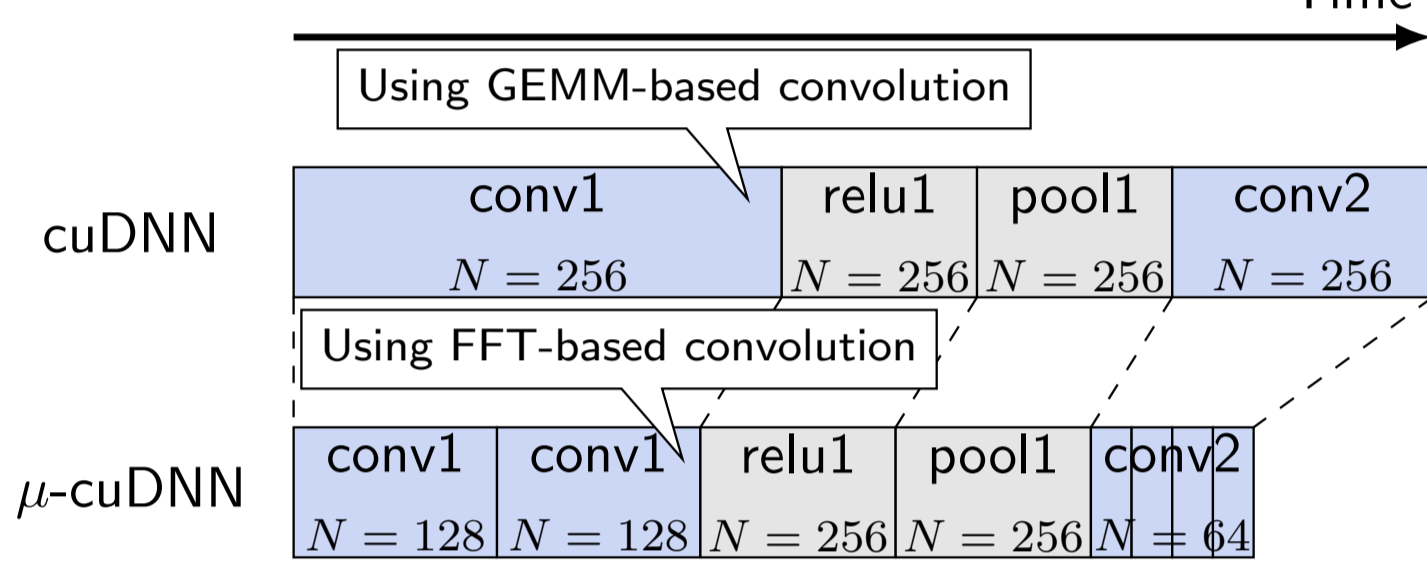 Time
Using GEMM-based convolution
cuDNN
conv1 relu1 pool1 conv2
N = 256 N = 256 N = 256 N = 256
Using FFT-based convolution
μ-cuDNN
conv1 conv1 relu1 pool1 conv2
N = 128 N = 128 N = 256 N = 256 N = 64